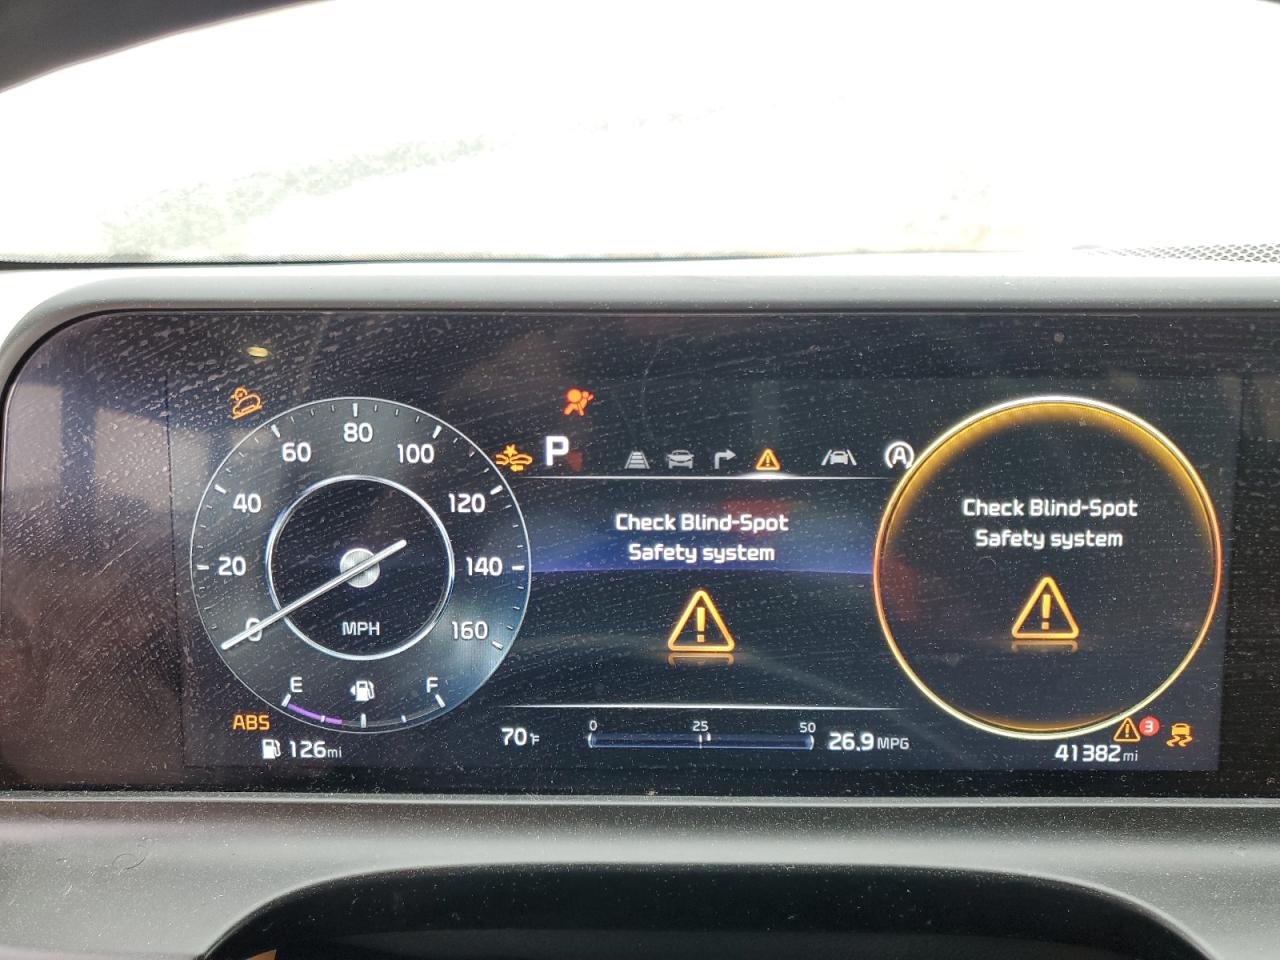 80
60
100
40
120
20
140
0
160
MPH
E
F
ABS
126mi
P
A
Check Blind-Spot
Safety system
70°F
0
25
50
26.9 MPG
Check Blind-Spot
Safety system
3
41382 mi